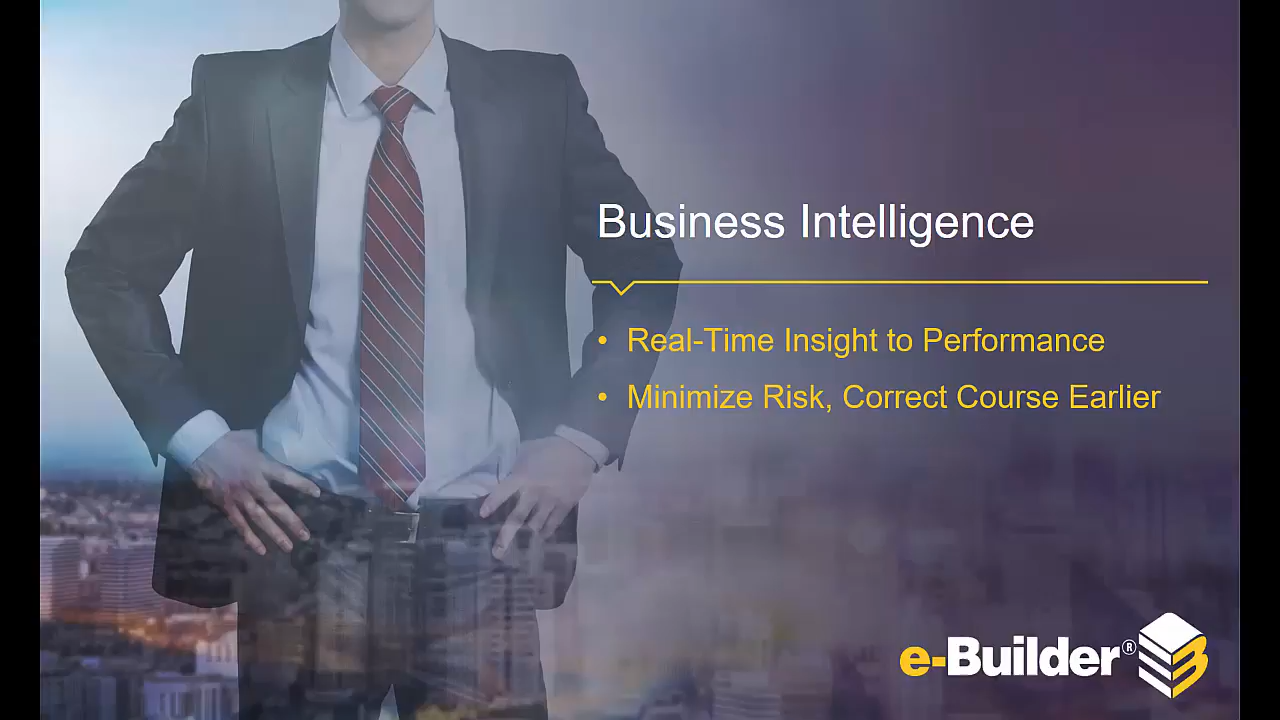 Business Intelligence
• Real-Time Insight to Performance
• Minimize Risk, Correct Course Earlier
e-Builder®